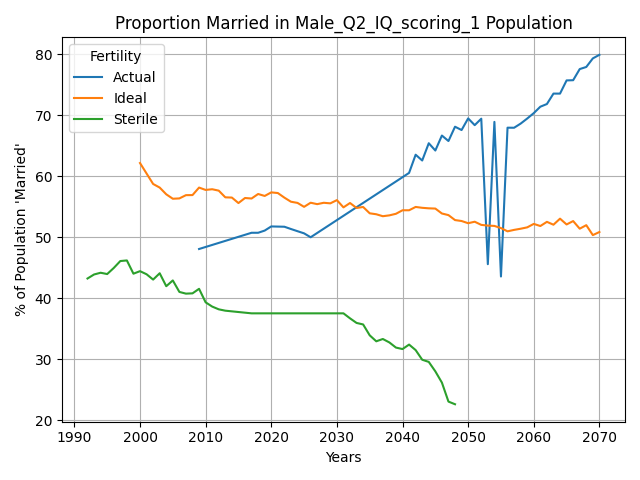 Proportion Married in Male_Q2_IQ_scoring_1 Population
Fertility
Actual
Ideal
Sterile
% of Population 'Married'
80
70
60
50
40
30
20
1990 2000 2010 2020 2030 2040 2050 2060 2070
Years